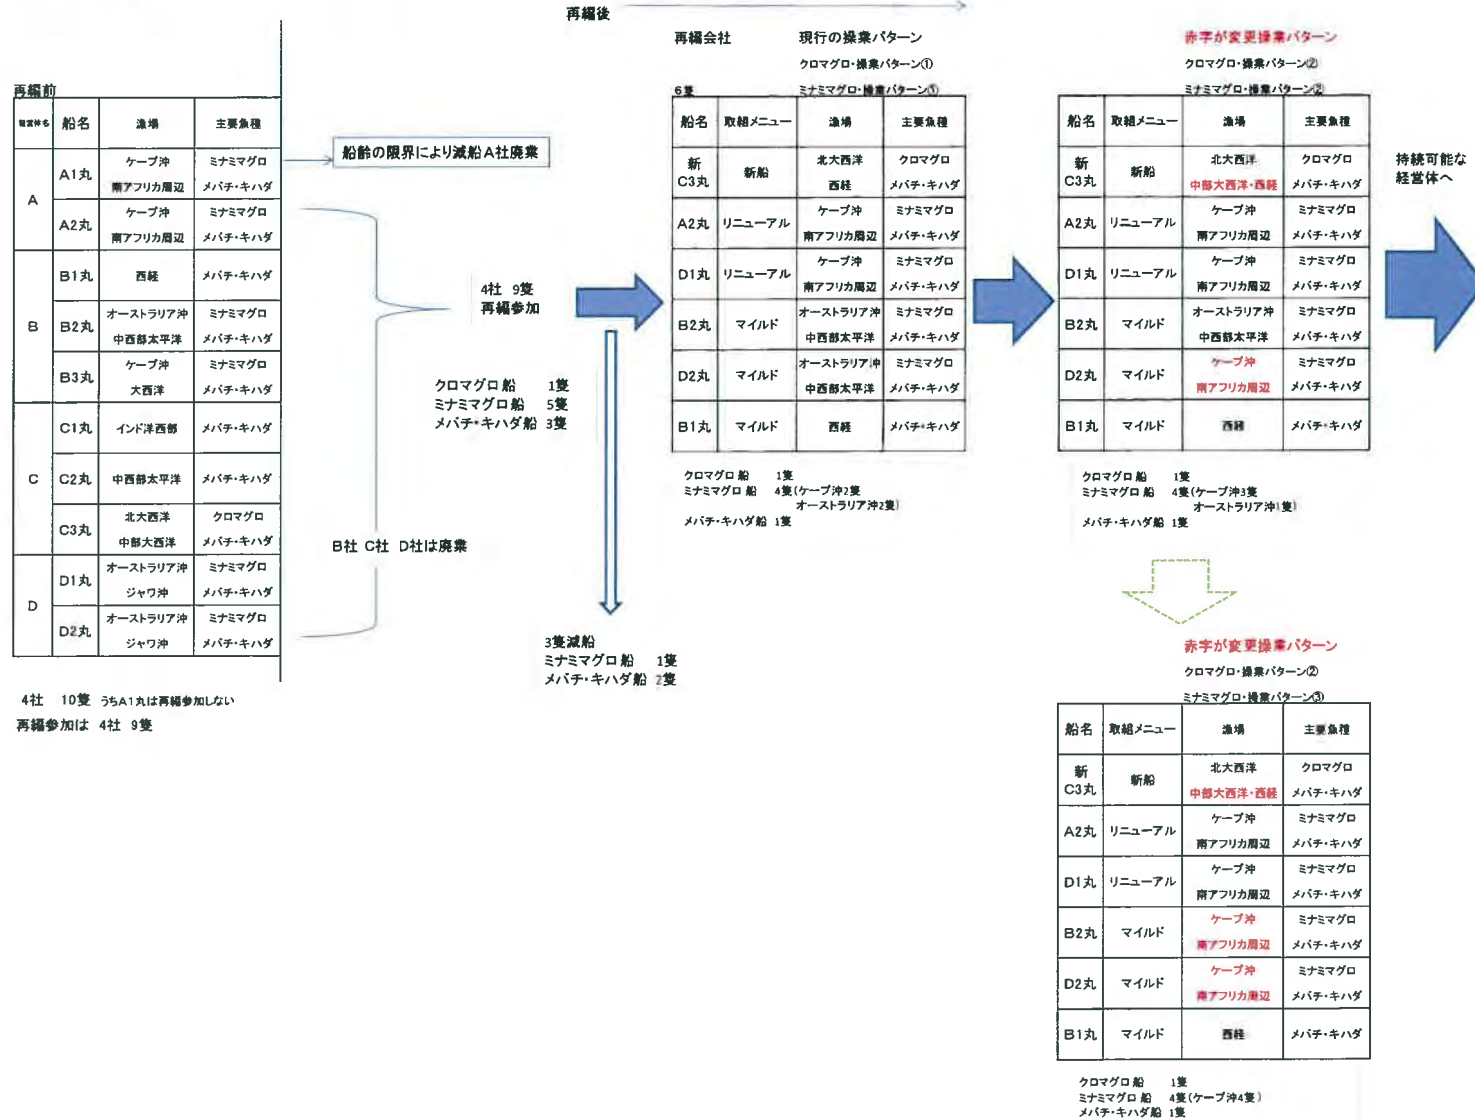 再編後
再編前
経営体名 船名 漁場 主要魚種
A
A1丸
ケープ沖 ミナミマグロ
南アフリカ周辺 メバチ・キハダ
A2丸
ケープ沖 ミナミマグロ
南アフリカ周辺 メバチ・キハダ
B
B1丸 西経 メバチ・キハダ
B2丸
オーストラリア沖 ミナミマグロ
中西部太平洋 メバチ・キハダ
B3丸
ケープ沖 ミナミマグロ
大西洋 メバチ・キハダ
C
C1丸 インド洋西部 メバチ・キハダ
C2丸 中西部太平洋 メバチ・キハダ
C3丸
北大西洋 クロマグロ
中部大西洋 メバチ・キハダ
D
D1丸
オーストラリア沖 ミナミマグロ
ジャワ沖 メバチ・キハダ
D2丸
オーストラリア沖 ミナミマグロ
ジャワ沖 メバチ・キハダ
4社 10隻 うちA1丸は再編参加しない
再編参加は 4社 9隻
船齢の限界により減船A社廃業
4社 9隻
再編参加
クロマグロ船 1隻
ミナミマグロ船 5隻
メバチ・キハダ船 3隻
B社 C社 D社は廃業
3隻減船
ミナミマグロ船 1隻
メバチ・キハダ船 2隻
再編会社 現行の操業パターン
クロマグロ・操業パターン①
6隻 ミナミマグロ・操業パターン①
船名 取組メニュー 漁場 主要魚種
新
C3丸
新船
北大西洋 クロマグロ
西経 メバチ・キハダ
A2丸 リニューアル
ケープ沖 ミナミマグロ
南アフリカ周辺 メバチ・キハダ
D1丸 リニューアル
ケープ沖 ミナミマグロ
南アフリカ周辺 メバチ・キハダ
B2丸 マイルド
オーストラリア沖 ミナミマグロ
中西部太平洋 メバチ・キハダ
D2丸 マイルド
オーストラリア沖 ミナミマグロ
中西部太平洋 メバチ・キハダ
B1丸 マイルド 西経 メバチ・キハダ
クロマグロ船 1隻
ミナミマグロ船 4隻(ケープ沖2隻
オーストラリア沖2隻)
メバチ・キハダ船 1隻
赤字が変更操業パターン
クロマグロ・操業パターン②
ミナミマグロ・操業パターン②
船名 取組メニュー 漁場 主要魚種
新
C3丸
新船
北大西洋 クロマグロ
中部大西洋・西経 メバチ・キハダ
A2丸 リニューアル
ケープ沖 ミナミマグロ
南アフリカ周辺 メバチ・キハダ
D1丸 リニューアル
ケープ沖 ミナミマグロ
南アフリカ周辺 メバチ・キハダ
B2丸 マイルド
オーストラリア沖 ミナミマグロ
中西部太平洋 メバチ・キハダ
D2丸 マイルド
ケープ沖 ミナミマグロ
南アフリカ周辺 メバチ・キハダ
B1丸 マイルド 西経 メバチ・キハダ
クロマグロ船 1隻
ミナミマグロ船 4隻(ケープ沖3隻
オーストラリア沖1隻)
メバチ・キハダ船 1隻
持続可能な
経営体へ
赤字が変更操業パターン
クロマグロ・操業パターン②
ミナミマグロ・操業パターン③
船名 取組メニュー 漁場 主要魚種
新
C3丸
新船
北大西洋 クロマグロ
中部大西洋・西経 メバチ・キハダ
A2丸 リニューアル
ケープ沖 ミナミマグロ
南アフリカ周辺 メバチ・キハダ
D1丸 リニューアル
ケープ沖 ミナミマグロ
南アフリカ周辺 メバチ・キハダ
B2丸 マイルド
ケープ沖 ミナミマグロ
南アフリカ周辺 メバチ・キハダ
D2丸 マイルド
ケープ沖 ミナミマグロ
南アフリカ周辺 メバチ・キハダ
B1丸 マイルド 西経 メバチ・キハダ
クロマグロ船 1隻
ミナミマグロ船 4隻(ケープ沖4隻)
メバチ・キハダ船 1隻